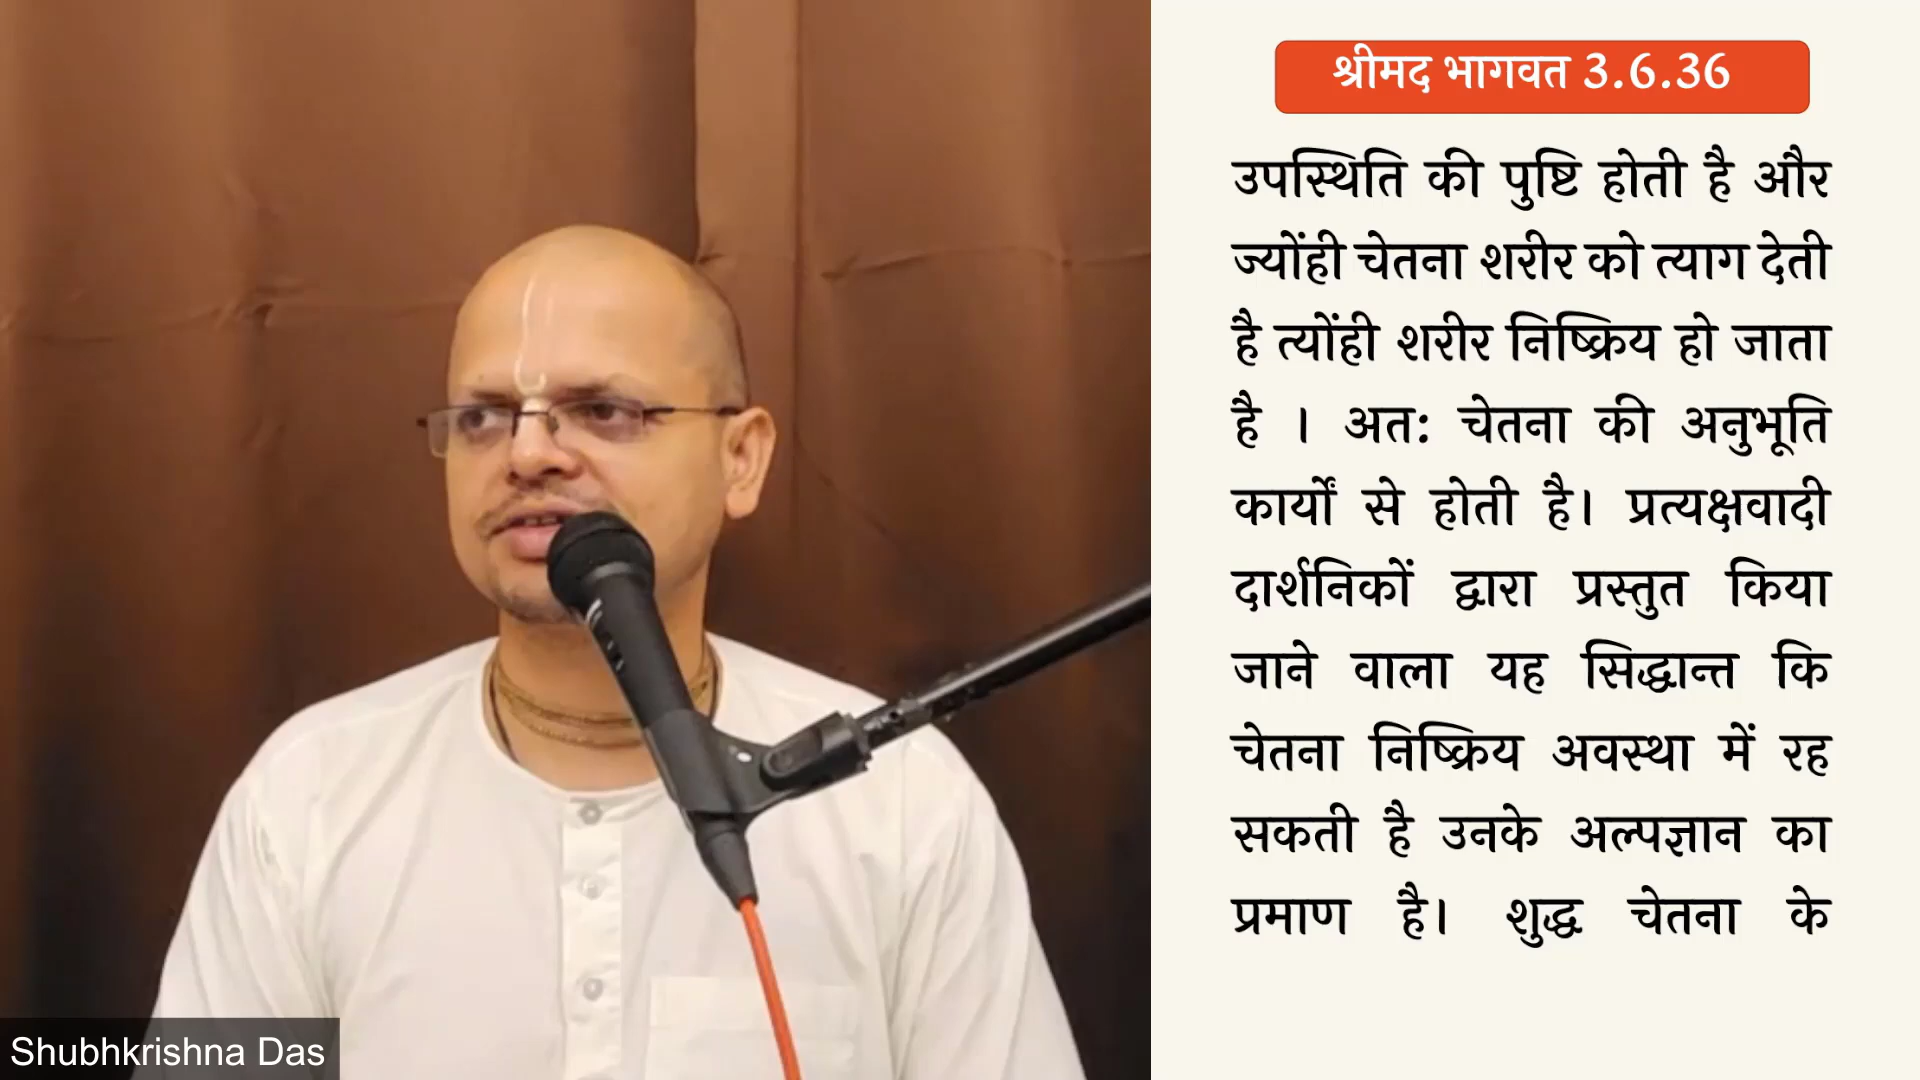 श्रीमद भागवत 3.6.36
उपस्थिति की पुष्टि होती है और
ज्योंही चेतना शरीर को त्याग देती
है त्योंही शरीर निष्क्रिय हो जाता
है । अत: चेतना की अनुभूति
कार्यों से होती है। प्रत्यक्षवादी
दार्शनिकों द्वारा प्रस्तुत किया
जाने वाला यह सिद्धान्त कि
चेतना निष्क्रिय अवस्था में रह
सकती है उनके अल्पज्ञान का
प्रमाण है। शुद्ध चेतना के
Shubhkrishna Das